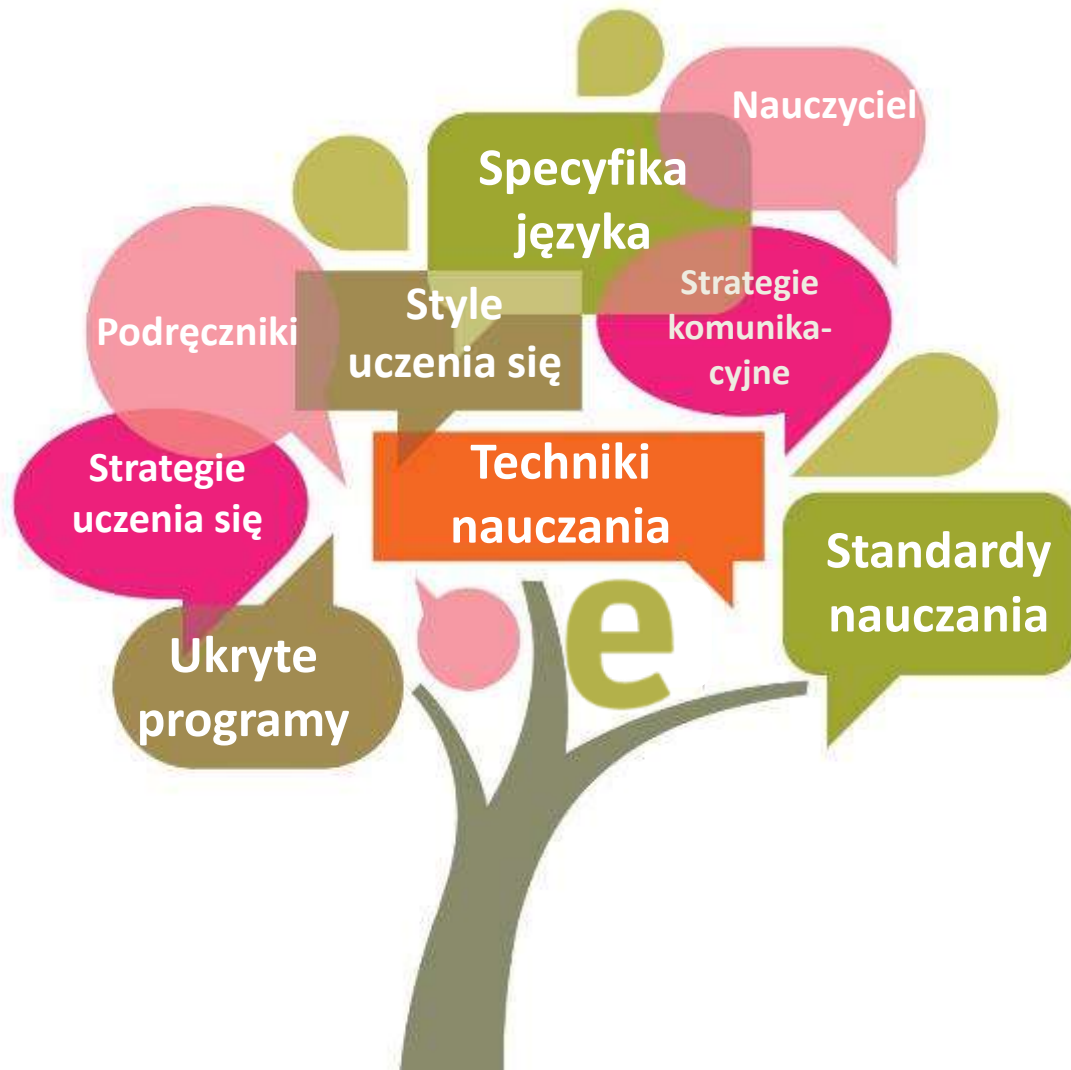 Nauczyciel
Specyfika
języka
Strategie
komunika-
cyjne
Style
uczenia się
Podręczniki
Strategie
uczenia się
Techniki
nauczania
Standardy
nauczania
e
Ukryte
programy